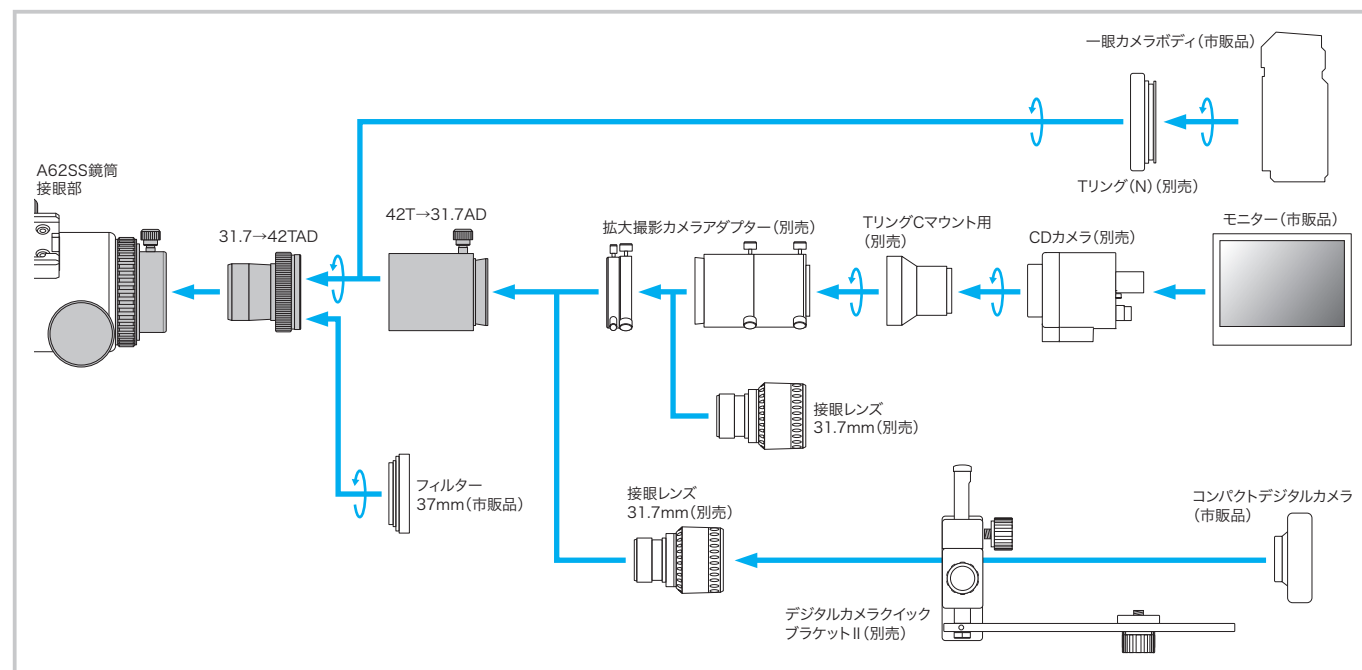 一眼カメラボディ(市販品)
A62SS鏡筒
接眼部
Tリング(N)(別売)
31.7→42TAD
42T→31.7AD
拡大撮影カメラアダプター(別売)
TリングCマウント用
(別売)
CDカメラ(別売)
モニター(市販品)
接眼レンズ
31.7mm(別売)
フィルター
37mm(市販品)
接眼レンズ
31.7mm(別売)
コンパクトデジタルカメラ
(市販品)
デジタルカメラクイック
ブラケットⅡ(別売)